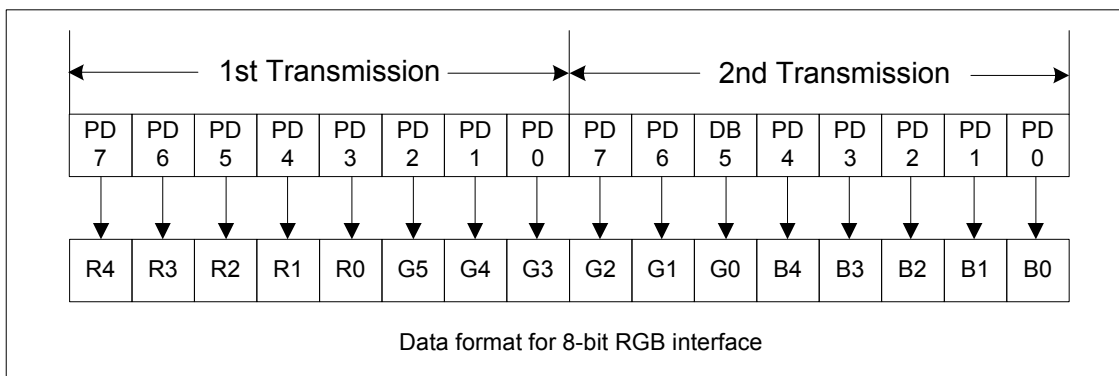 1st Transmission 2nd Transmission
PD PD PD PD PD PD PD PD PD PD DB PD PD PD PD PD
7 6 5 4 3 2 1 0 7 6 5 4 3 2 1 0
R4 R3 R2 R1 R0 G5 G4 G3 G2 G1 G0 B4 B3 B2 B1 B0
Data format for 8-bit RGB interface